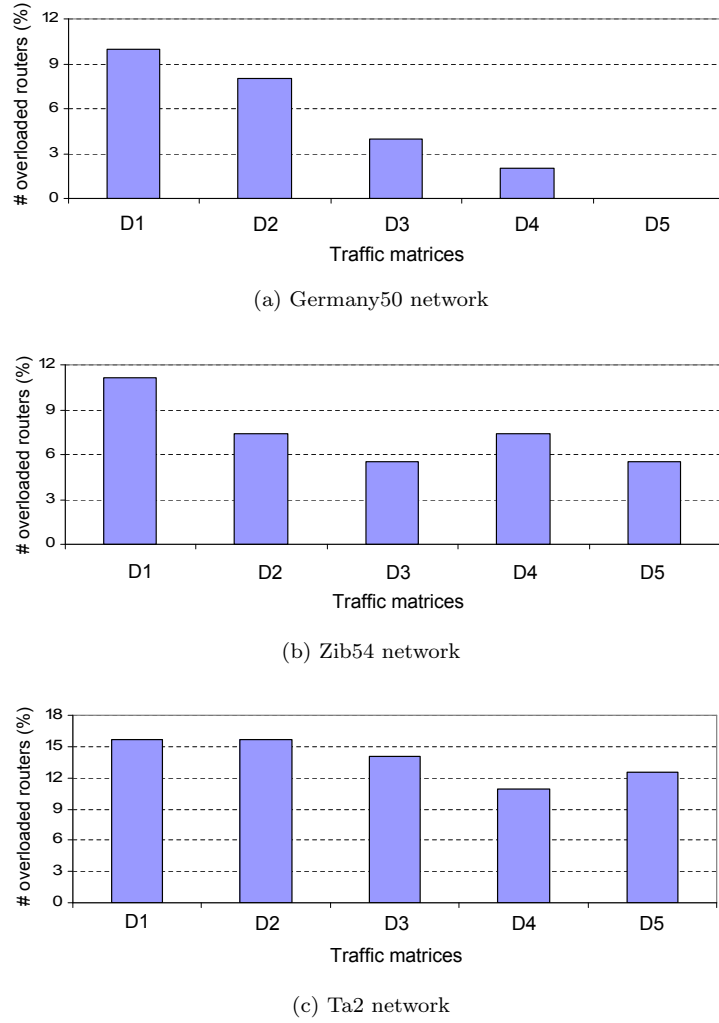 # overloaded routers (%)
12
9
6
3
0
D1 D2 D3 D4 D5
Traffic matrices
(a) Germany50 network
# overloaded routers (%)
12
9
6
3
0
D1 D2 D3 D4 D5
Traffic matrices
(b) Zib54 network
# overloaded routers (%)
18
15
12
9
6
3
0
D1 D2 D3 D4 D5
Traffic matrices
(c) Ta2 network